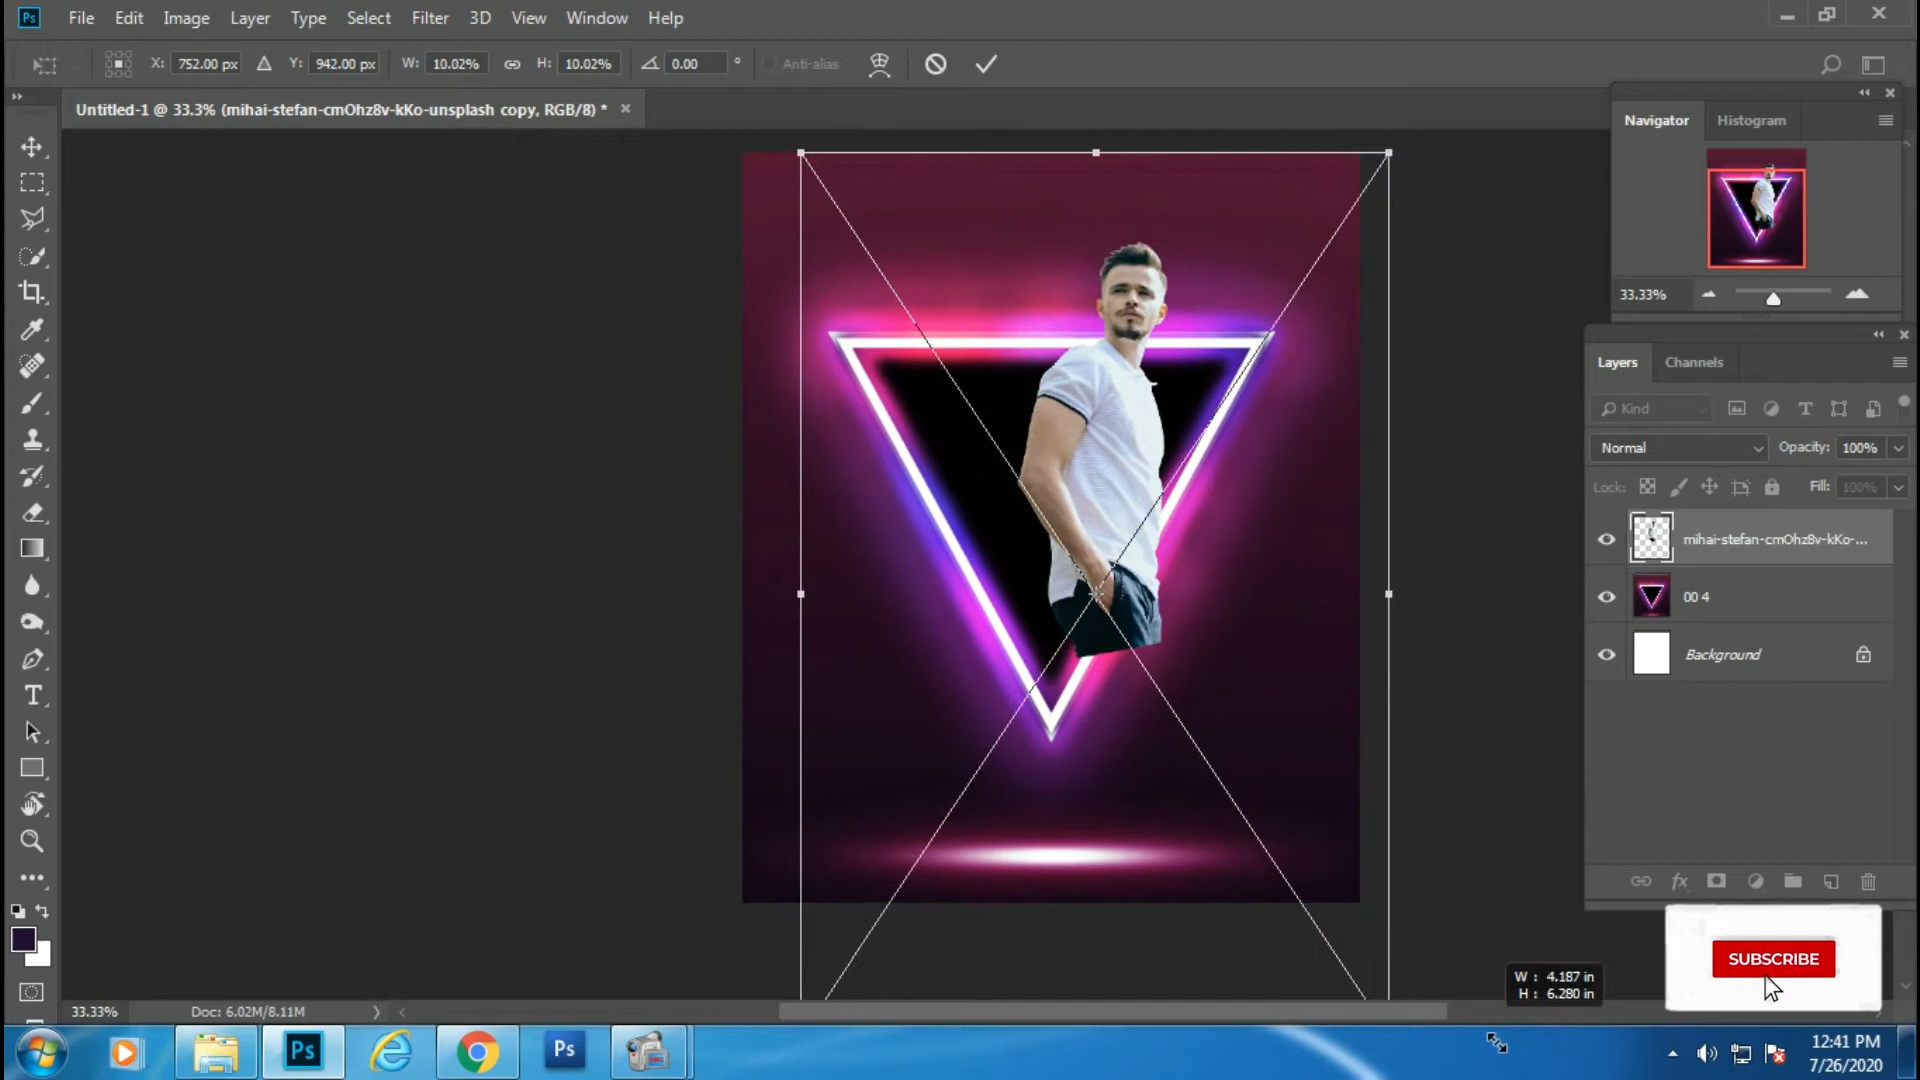 Ps File Edit Image Layer Type Select Filter 3D View Window Help
X: 752.00 px Y: 942.00 px W: 10.02% H: 10.02% 0.00 ° Anti-alias
Untitled-1 @ 33.3% (mihai-stefan-cmOhz8v-kKo-unsplash copy, RGB/8) *
Navigator Histogram
33.33%
Layers Channels
Kind
Normal Opacity: 100%
Lock: Fill: 100%
mihai-stefan-cmOhz8v-kKo-...
00 4
Background
SUBSCRIBE
W : 4.187 in
H : 6.280 in
33.33% Doc: 6.02M/8.11M
Ps Ps
12:41 PM
7/26/2020